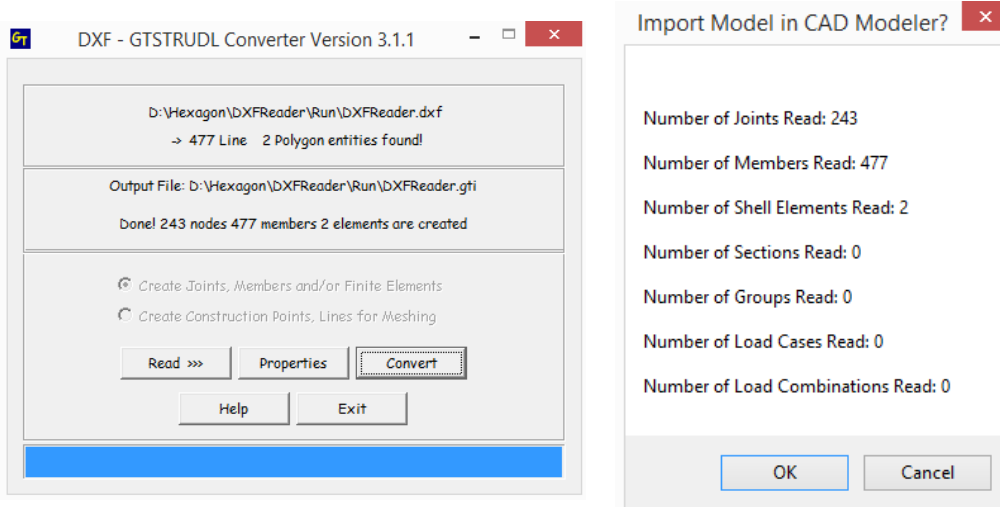 GT DXF - GTSTRUDL Converter Version 3.1.1
D:\Hexagon\DXFReader\Run\DXFReader.dxf
-> 477 Line 2 Polygon entities found!
Output File: D:\Hexagon\DXFReader\Run\DXFReader.gti
Done! 243 nodes 477 members 2 elements are created
Create Joints, Members and/or Finite Elements
Create Construction Points, Lines for Meshing
Read >>> Properties Convert
Help Exit
Import Model in CAD Modeler?
Number of Joints Read: 243
Number of Members Read: 477
Number of Shell Elements Read: 2
Number of Sections Read: 0
Number of Groups Read: 0
Number of Load Cases Read: 0
Number of Load Combinations Read: 0
OK Cancel